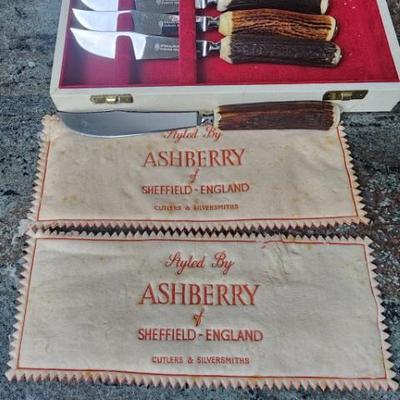 Styled By
ASHBERRY
of
SHEFFIELD - ENGLAND
CUTLERS & SILVERSMITHS
Styled By
ASHBERRY
of
SHEFFIELD - ENGLAND
CUTLERS & SILVERSMITHS